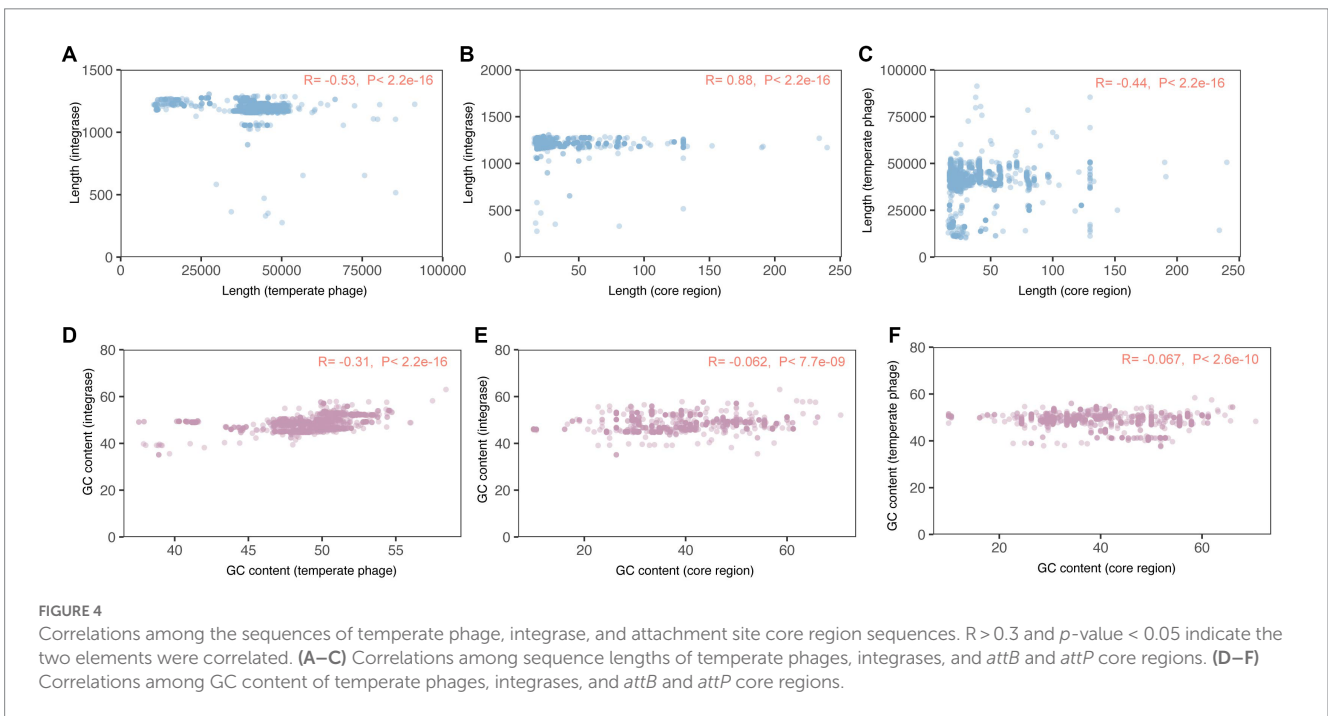 A
R= -0.53, P< 2.2e-16
1500
1000
500
0
Length (integrase)
0 25000 50000 75000 100000
Length (temperate phage)
B
R= 0.88, P< 2.2e-16
2000
1500
1000
500
0
Length (integrase)
50 100 150 200 250
Length (core region)
C
R= -0.44, P< 2.2e-16
100000
75000
50000
25000
0
Length (temperate phage)
50 100 150 200 250
Length (core region)
D
R= -0.31, P< 2.2e-16
80
60
40
20
0
GC content (integrase)
40 45 50 55
GC content (temperate phage)
E
R= -0.062, P< 7.7e-09
80
60
40
20
0
GC content (integrase)
20 40 60
GC content (core region)
F
R= -0.067, P< 2.6e-10
80
60
40
20
0
GC content (temperate phage)
20 40 60
GC content (core region)
FIGURE 4
Correlations among the sequences of temperate phage, integrase, and attachment site core region sequences. R > 0.3 and p-value < 0.05 indicate the
two elements were correlated. (A–C) Correlations among sequence lengths of temperate phages, integrases, and attB and attP core regions. (D–F)
Correlations among GC content of temperate phages, integrases, and attB and attP core regions.